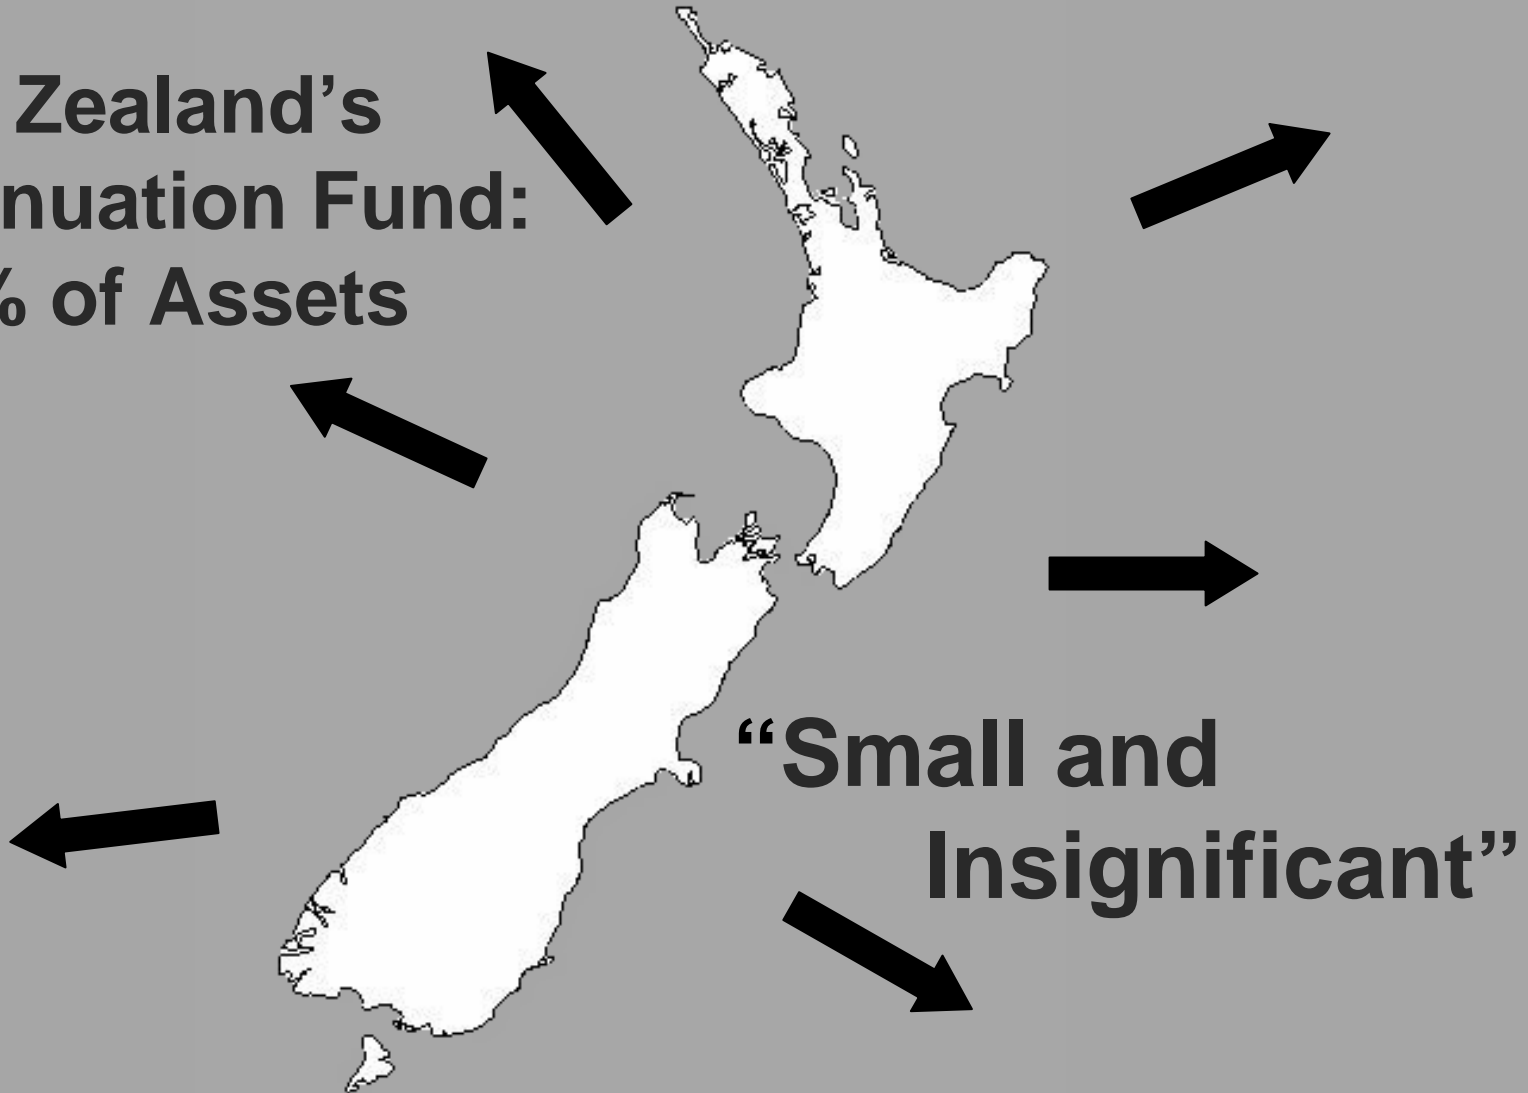 Zealand’s
nuation Fund:
% of Assets
“Small and
Insignificant”